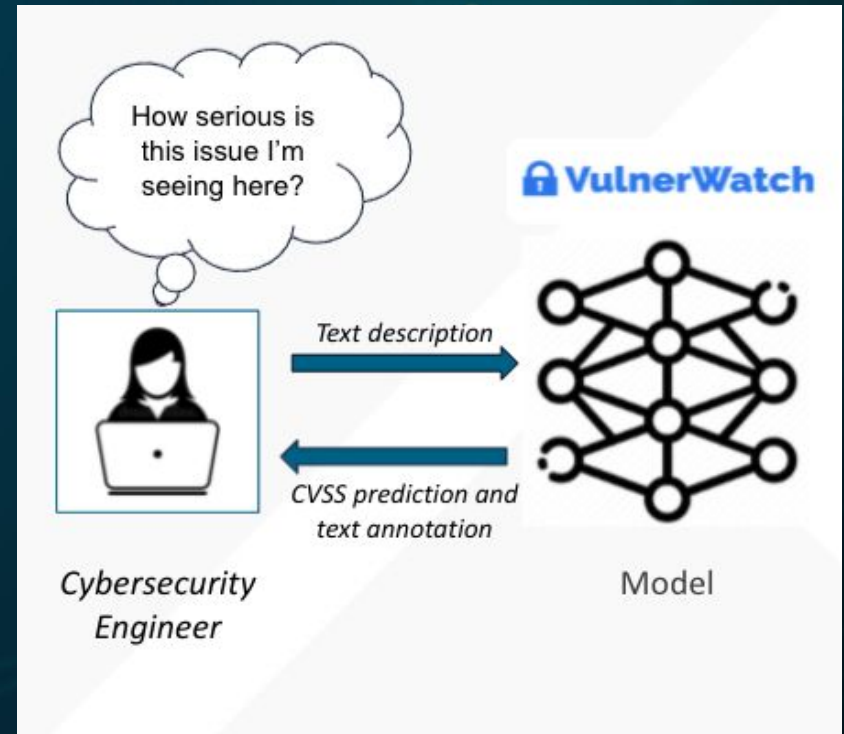 How serious is
this issue I'm
seeing here?
VulnerWatch
Text description
CVSS prediction and
text annotation
Cybersecurity
Engineer
Model